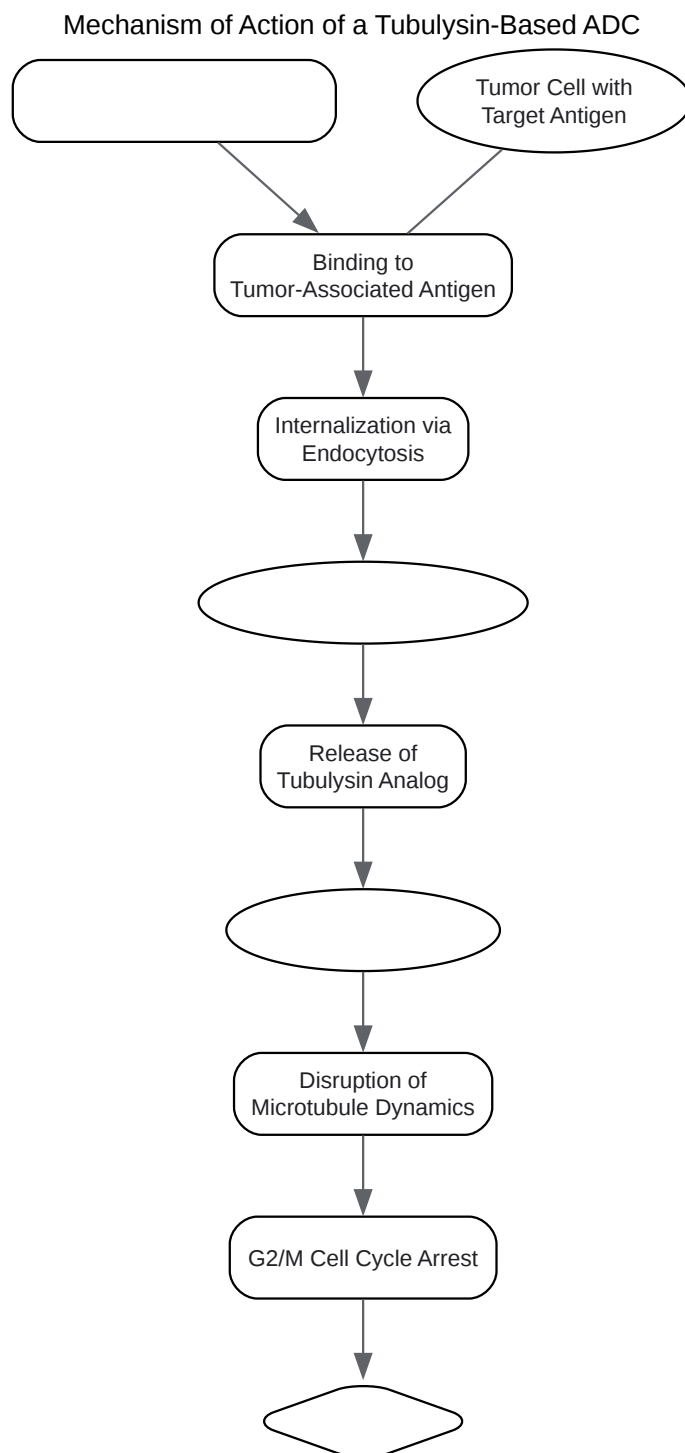 Mechanism of Action of a Tubulysin-Based ADC
Tumor Cell with
Target Antigen
Binding to
Tumor-Associated Antigen
Internalization via
Endocytosis
Release of
Tubulysin Analog
Disruption of
Microtubule Dynamics
G2/M Cell Cycle Arrest